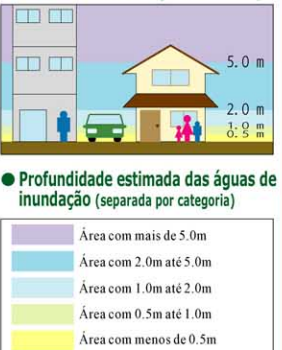 5.0 m
2.0 m
1.0 m
0.5 m
● Profundidade estimada das águas de
inundação (separada por categoria)
Área com mais de 5.0m
Área com 2.0m até 5.0m
Área com 1.0m até 2.0m
Área com 0.5m até 1.0m
Área com menos de 0.5m